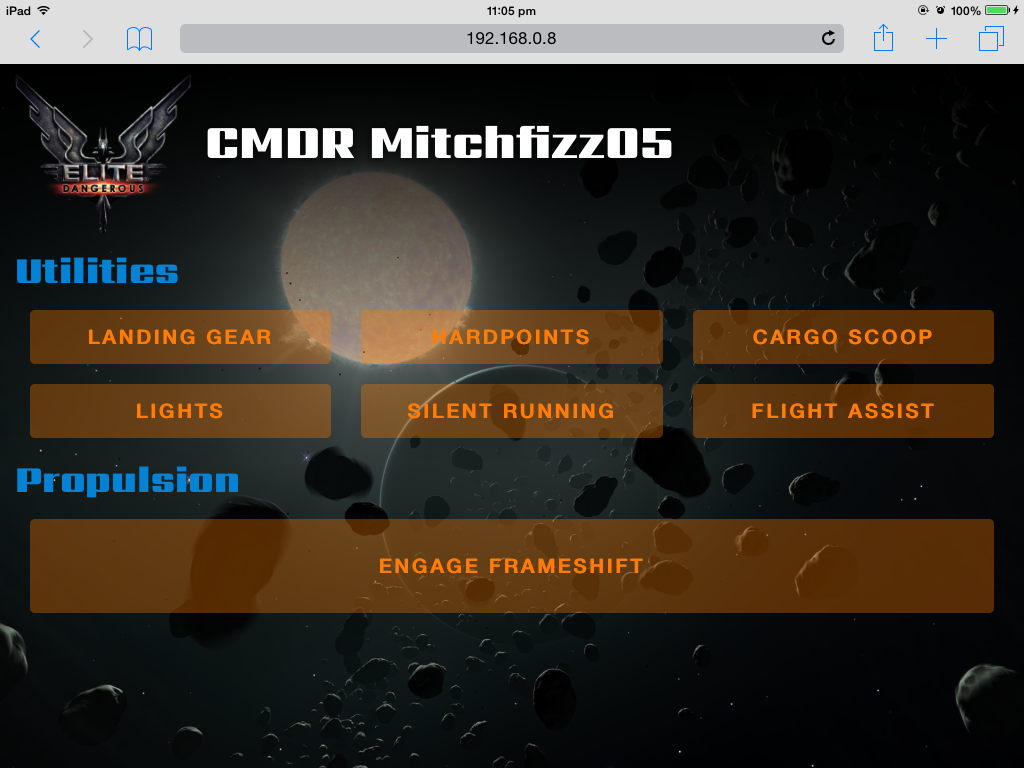 iPad 11:05 pm 100%
192.168.0.8
ELITE
DANGEROUS
CMDR Mitchfizz05
Utilities
LANDING GEAR HARDPOINTS CARGO SCOOP
LIGHTS SILENT RUNNING FLIGHT ASSIST
Propulsion
ENGAGE FRAMESHIFT